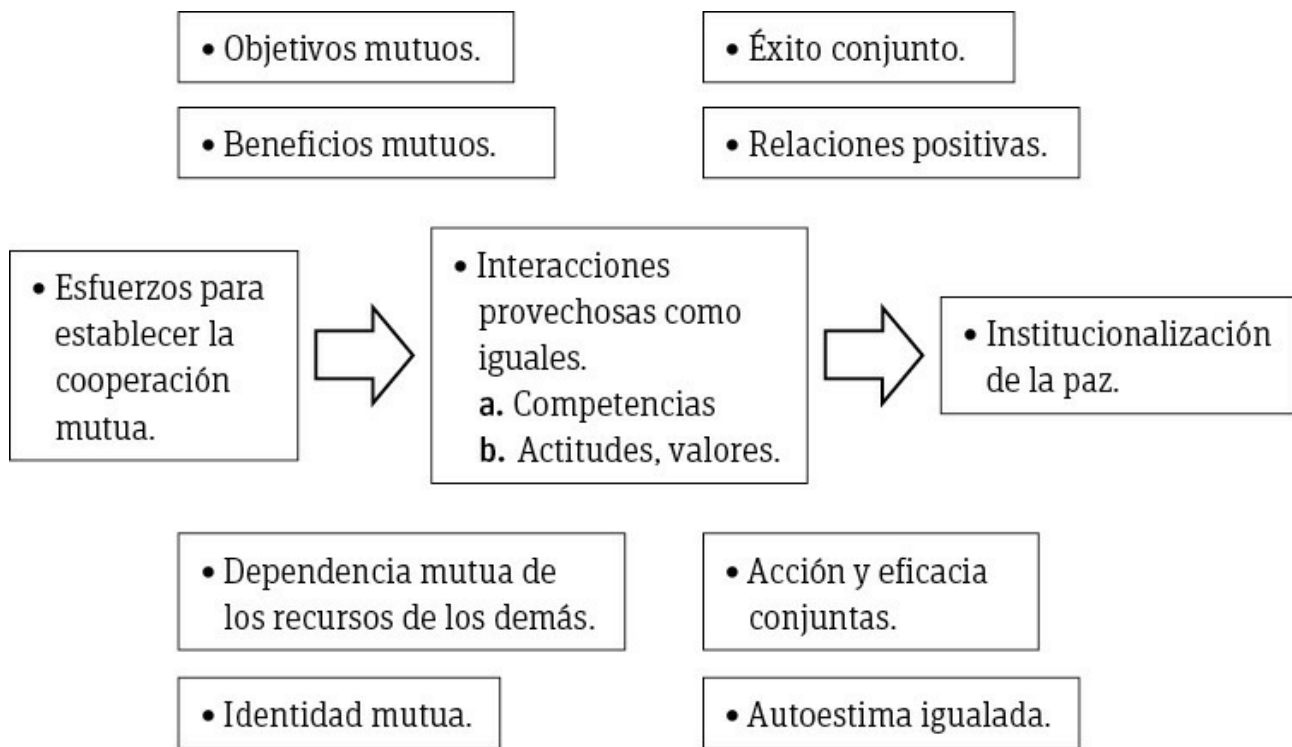 • Objetivos mutuos.
• Éxito conjunto.
• Beneficios mutuos.
• Relaciones positivas.
• Esfuerzos para
establecer la
cooperación
mutua.
• Interacciones
provechosas como
iguales.
a. Competencias
b. Actitudes, valores.
• Institucionalización
de la paz.
• Dependencia mutua de
los recursos de los demás.
• Acción y eficacia
conjuntas.
• Identidad mutua.
• Autoestima igualada.